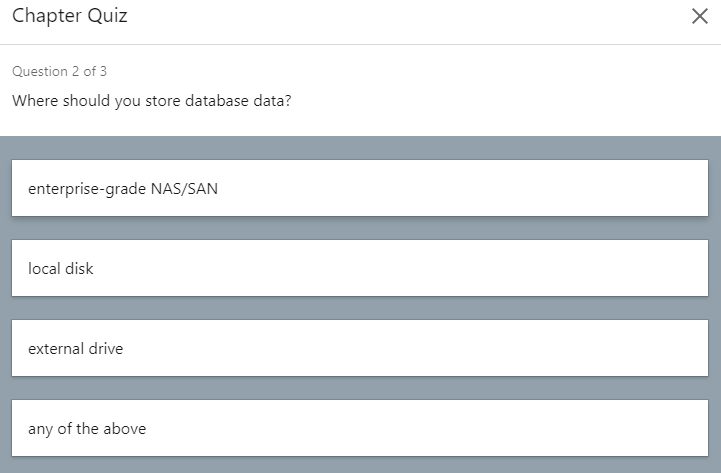 Chapter Quiz
Question 2 of 3
Where should you store database data?
enterprise-grade NAS/SAN
local disk
external drive
any of the above